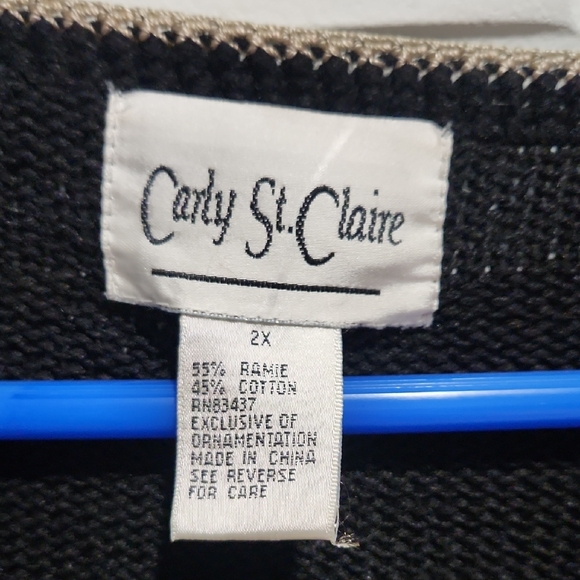 Carly St. Claire
2X
55% RAMIE
45% COTTON
RN83437
EXCLUSIVE OF
ORNAMENTATION
MADE IN CHINA
SEE REVERSE
FOR CARE